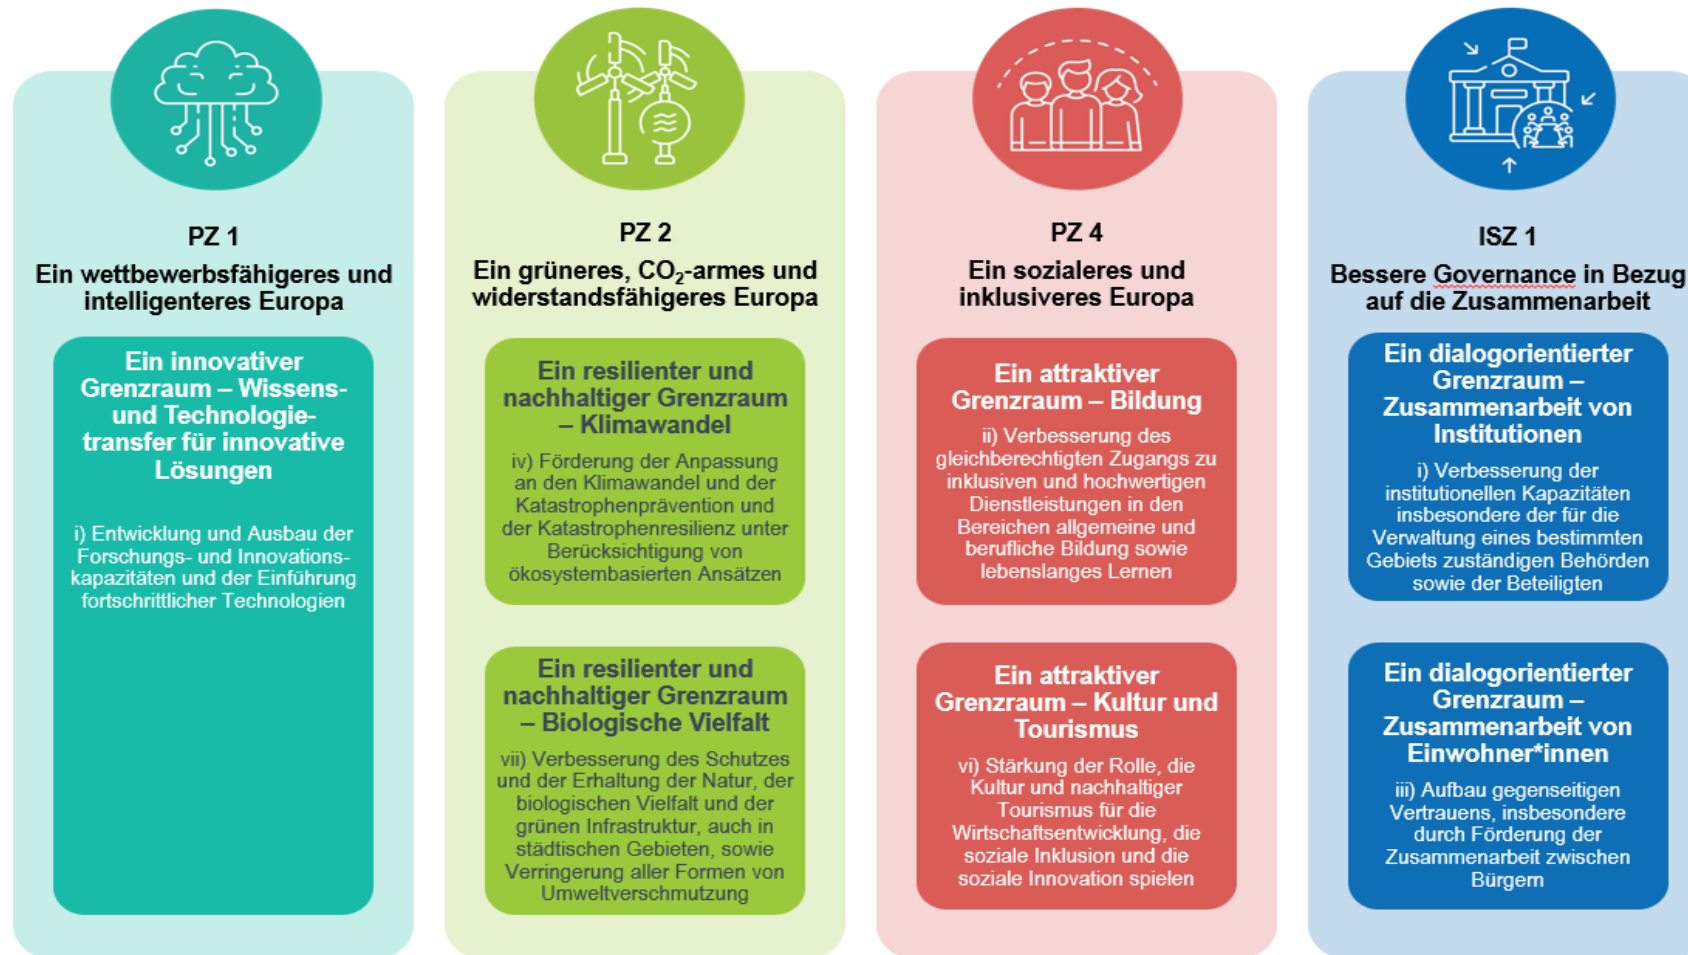 PZ 1
Ein wettbewerbsfähigeres und
intelligenteres Europa
Ein innovativer
Grenzraum – Wissens-
und Technologie-
transfer für innovative
Lösungen
i) Entwicklung und Ausbau der
Forschungs- und Innovations-
kapazitäten und der Einführung
fortschrittlicher Technologien
PZ 2
Ein grüneres, CO₂-armes und
widerstandsfähigeres Europa
Ein resilienter und
nachhaltiger Grenzraum
– Klimawandel
iv) Förderung der Anpassung
an den Klimawandel und der
Katastrophenprävention und
der Katastrophenresilienz unter
Berücksichtigung von
ökosystembasierten Ansätzen
Ein resilienter und
nachhaltiger Grenzraum
– Biologische Vielfalt
vii) Verbesserung des Schutzes
und der Erhaltung der Natur, der
biologischen Vielfalt und der
grünen Infrastruktur, auch in
städtischen Gebieten, sowie
Verringerung aller Formen von
Umweltverschmutzung
PZ 4
Ein sozialeres und
inklusiveres Europa
Ein attraktiver
Grenzraum – Bildung
ii) Verbesserung des
gleichberechtigten Zugangs zu
inklusiven und hochwertigen
Dienstleistungen in den
Bereichen allgemeine und
berufliche Bildung sowie
lebenslanges Lernen
Ein attraktiver
Grenzraum – Kultur und
Tourismus
vi) Stärkung der Rolle, die
Kultur und nachhaltiger
Tourismus für die
Wirtschaftsentwicklung, die
soziale Inklusion und die
soziale Innovation spielen
ISZ 1
Bessere Governance in Bezug
auf die Zusammenarbeit
Ein dialogorientierter
Grenzraum –
Zusammenarbeit von
Institutionen
i) Verbesserung der
institutionellen Kapazitäten
insbesondere der für die
Verwaltung eines bestimmten
Gebiets zuständigen Behörden
sowie der Beteiligten
Ein dialogorientierter
Grenzraum –
Zusammenarbeit von
Einwohner*innen
iii) Aufbau gegenseitigen
Vertrauens, insbesondere
durch Förderung der
Zusammenarbeit zwischen
Bürgern